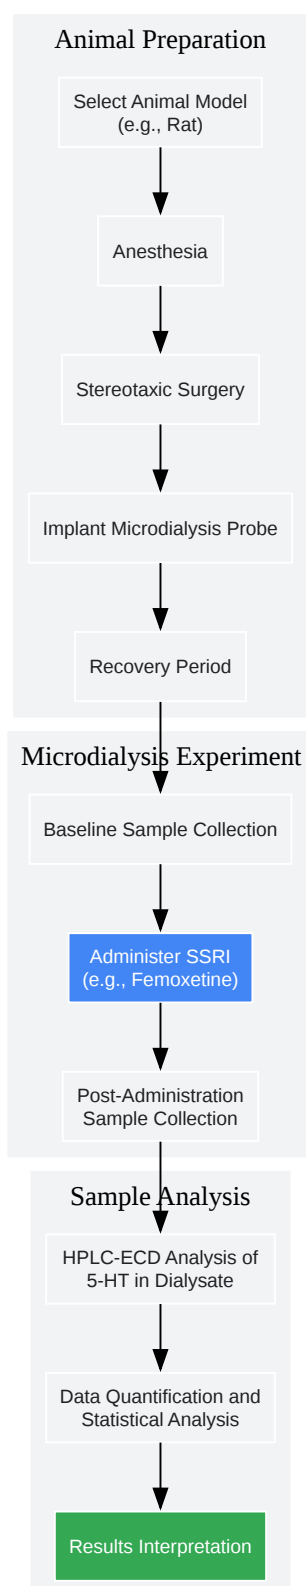 Animal Preparation
Select Animal Model
(e.g., Rat)
Anesthesia
Stereotaxic Surgery
Implant Microdialysis Probe
Recovery Period
Microdialysis Experiment
Baseline Sample Collection
Administer SSRI
(e.g., Femoxetine)
Post-Administration
Sample Collection
Sample Analysis
HPLC-ECD Analysis of
5-HT in Dialysate
Data Quantification and
Statistical Analysis
Results Interpretation